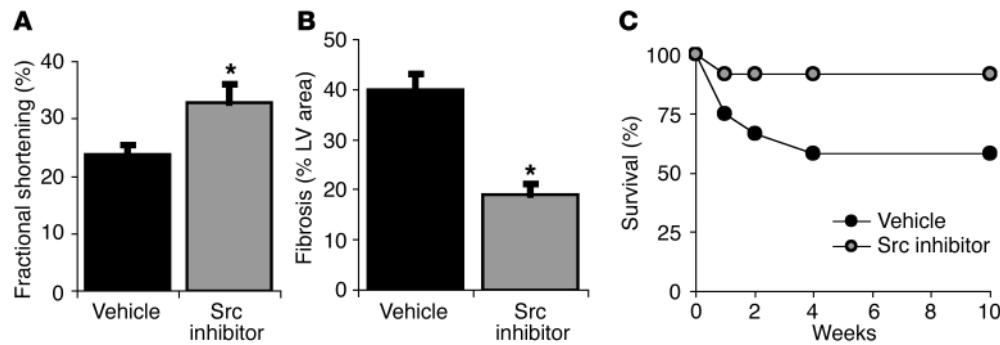 A
Fractional shortening (%)
40
30
20
10
0
*
Vehicle
Src
inhibitor
B
Fibrosis (% LV area)
50
40
30
20
10
0
*
Vehicle
Src
inhibitor
C
Survival (%)
100
75
50
25
0
Vehicle
Src inhibitor
0 2 4 6 8 10
Weeks